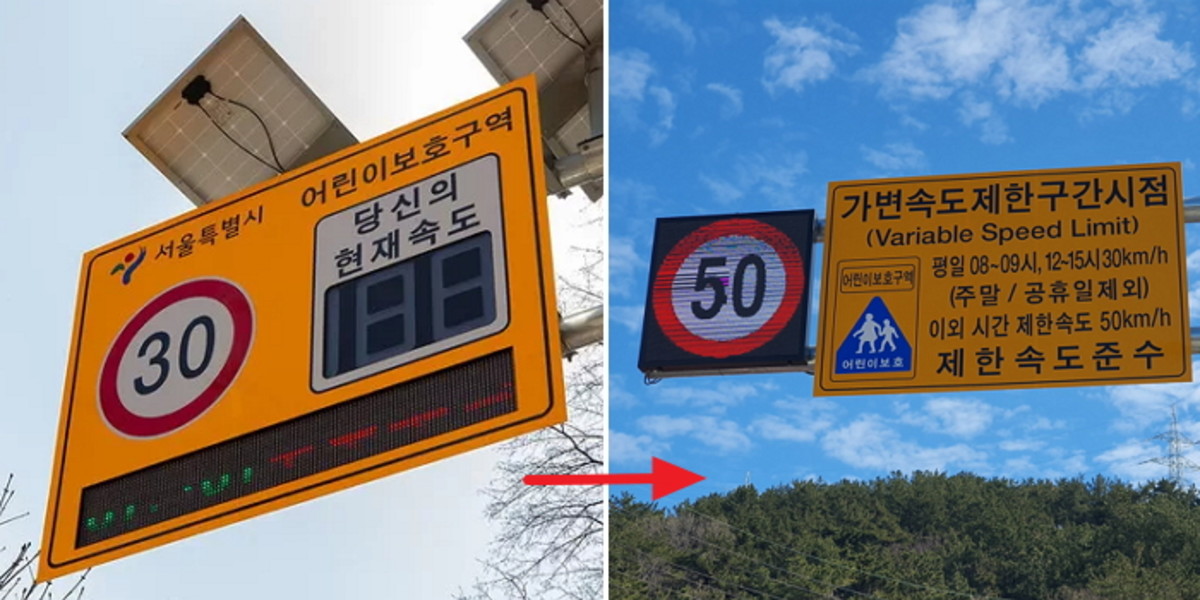 서울특별시
어린이보호구역
30
당신의
현재속도
50
가변속도제한구간시점
(Variable Speed Limit)
어린이보호구역
어린이보호
평일 08~09시, 12~15시30km/h
(주말 / 공휴일제외)
이외 시간 제한속도 50km/h
제한속도준수